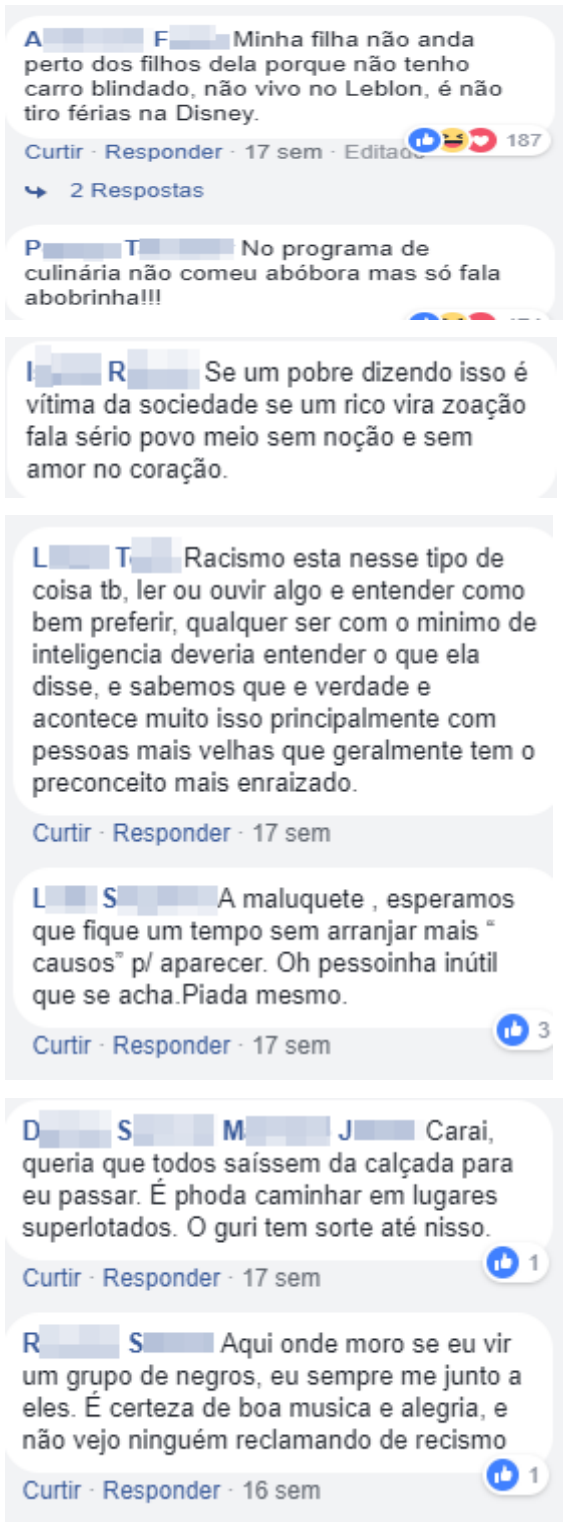 A F Minha filha não anda
perto dos filhos dela porque não tenho
carro blindado, não vivo no Leblon, é não
tiro férias na Disney.
187
Curtir · Responder · 17 sem · Editado
2 Respostas
P T No programa de
culinária não comeu abóbora mas só fala
abobrinha!!!
I R Se um pobre dizendo isso é
vítima da sociedade se um rico vira zoação
fala sério povo meio sem noção e sem
amor no coração.
L T Racismo esta nesse tipo de
coisa tb, ler ou ouvir algo e entender como
bem preferir, qualquer ser com o minimo de
inteligencia deveria entender o que ela
disse, e sabemos que e verdade e
acontece muito isso principalmente com
pessoas mais velhas que geralmente tem o
preconceito mais enraizado.
Curtir · Responder · 17 sem
L S A maluquete , esperamos
que fique um tempo sem arranjar mais “
causos” p/ aparecer. Oh pessoinha inútil
que se acha.Piada mesmo.
3
Curtir · Responder · 17 sem
D S M J Carai,
queria que todos saíssem da calçada para
eu passar. É phoda caminhar em lugares
superlotados. O guri tem sorte até nisso.
1
Curtir · Responder · 17 sem
R S Aqui onde moro se eu vir
um grupo de negros, eu sempre me junto a
eles. É certeza de boa musica e alegria, e
não vejo ninguém reclamando de recismo
1
Curtir · Responder · 16 sem